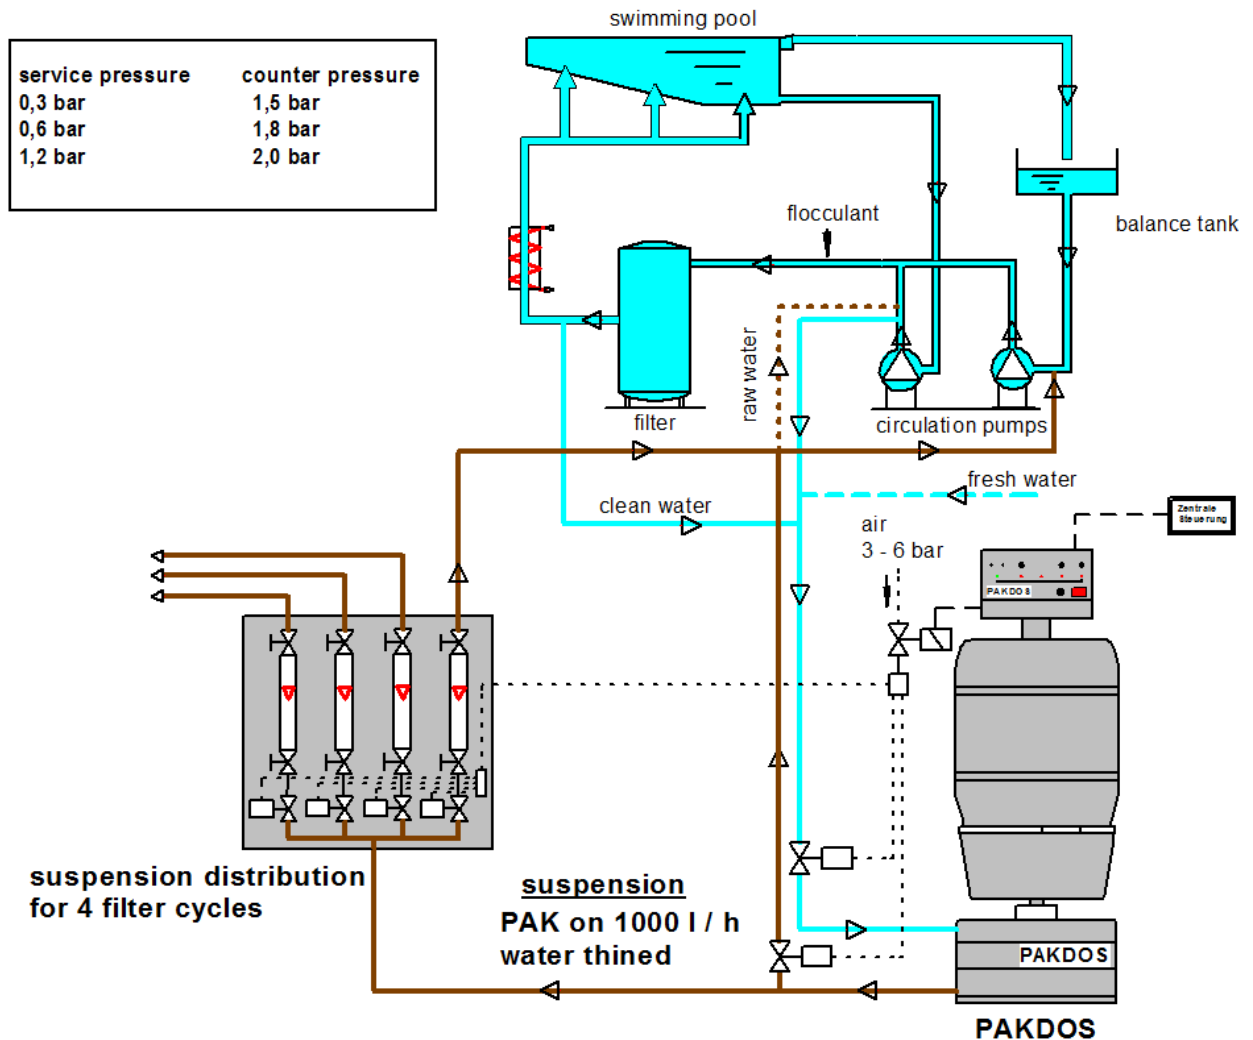 swimming pool
service pressure counter pressure
0,3 bar 1,5 bar
0,6 bar 1,8 bar
1,2 bar 2,0 bar
flocculant
balance tank
raw water
filter
circulation pumps
fresh water
clean water
air
3 - 6 bar
Zentrale
Steuerung
PAKDOS
suspension distribution
for 4 filter cycles
suspension
PAK on 1000 l / h
water thined
PAKDOS
PAKDOS